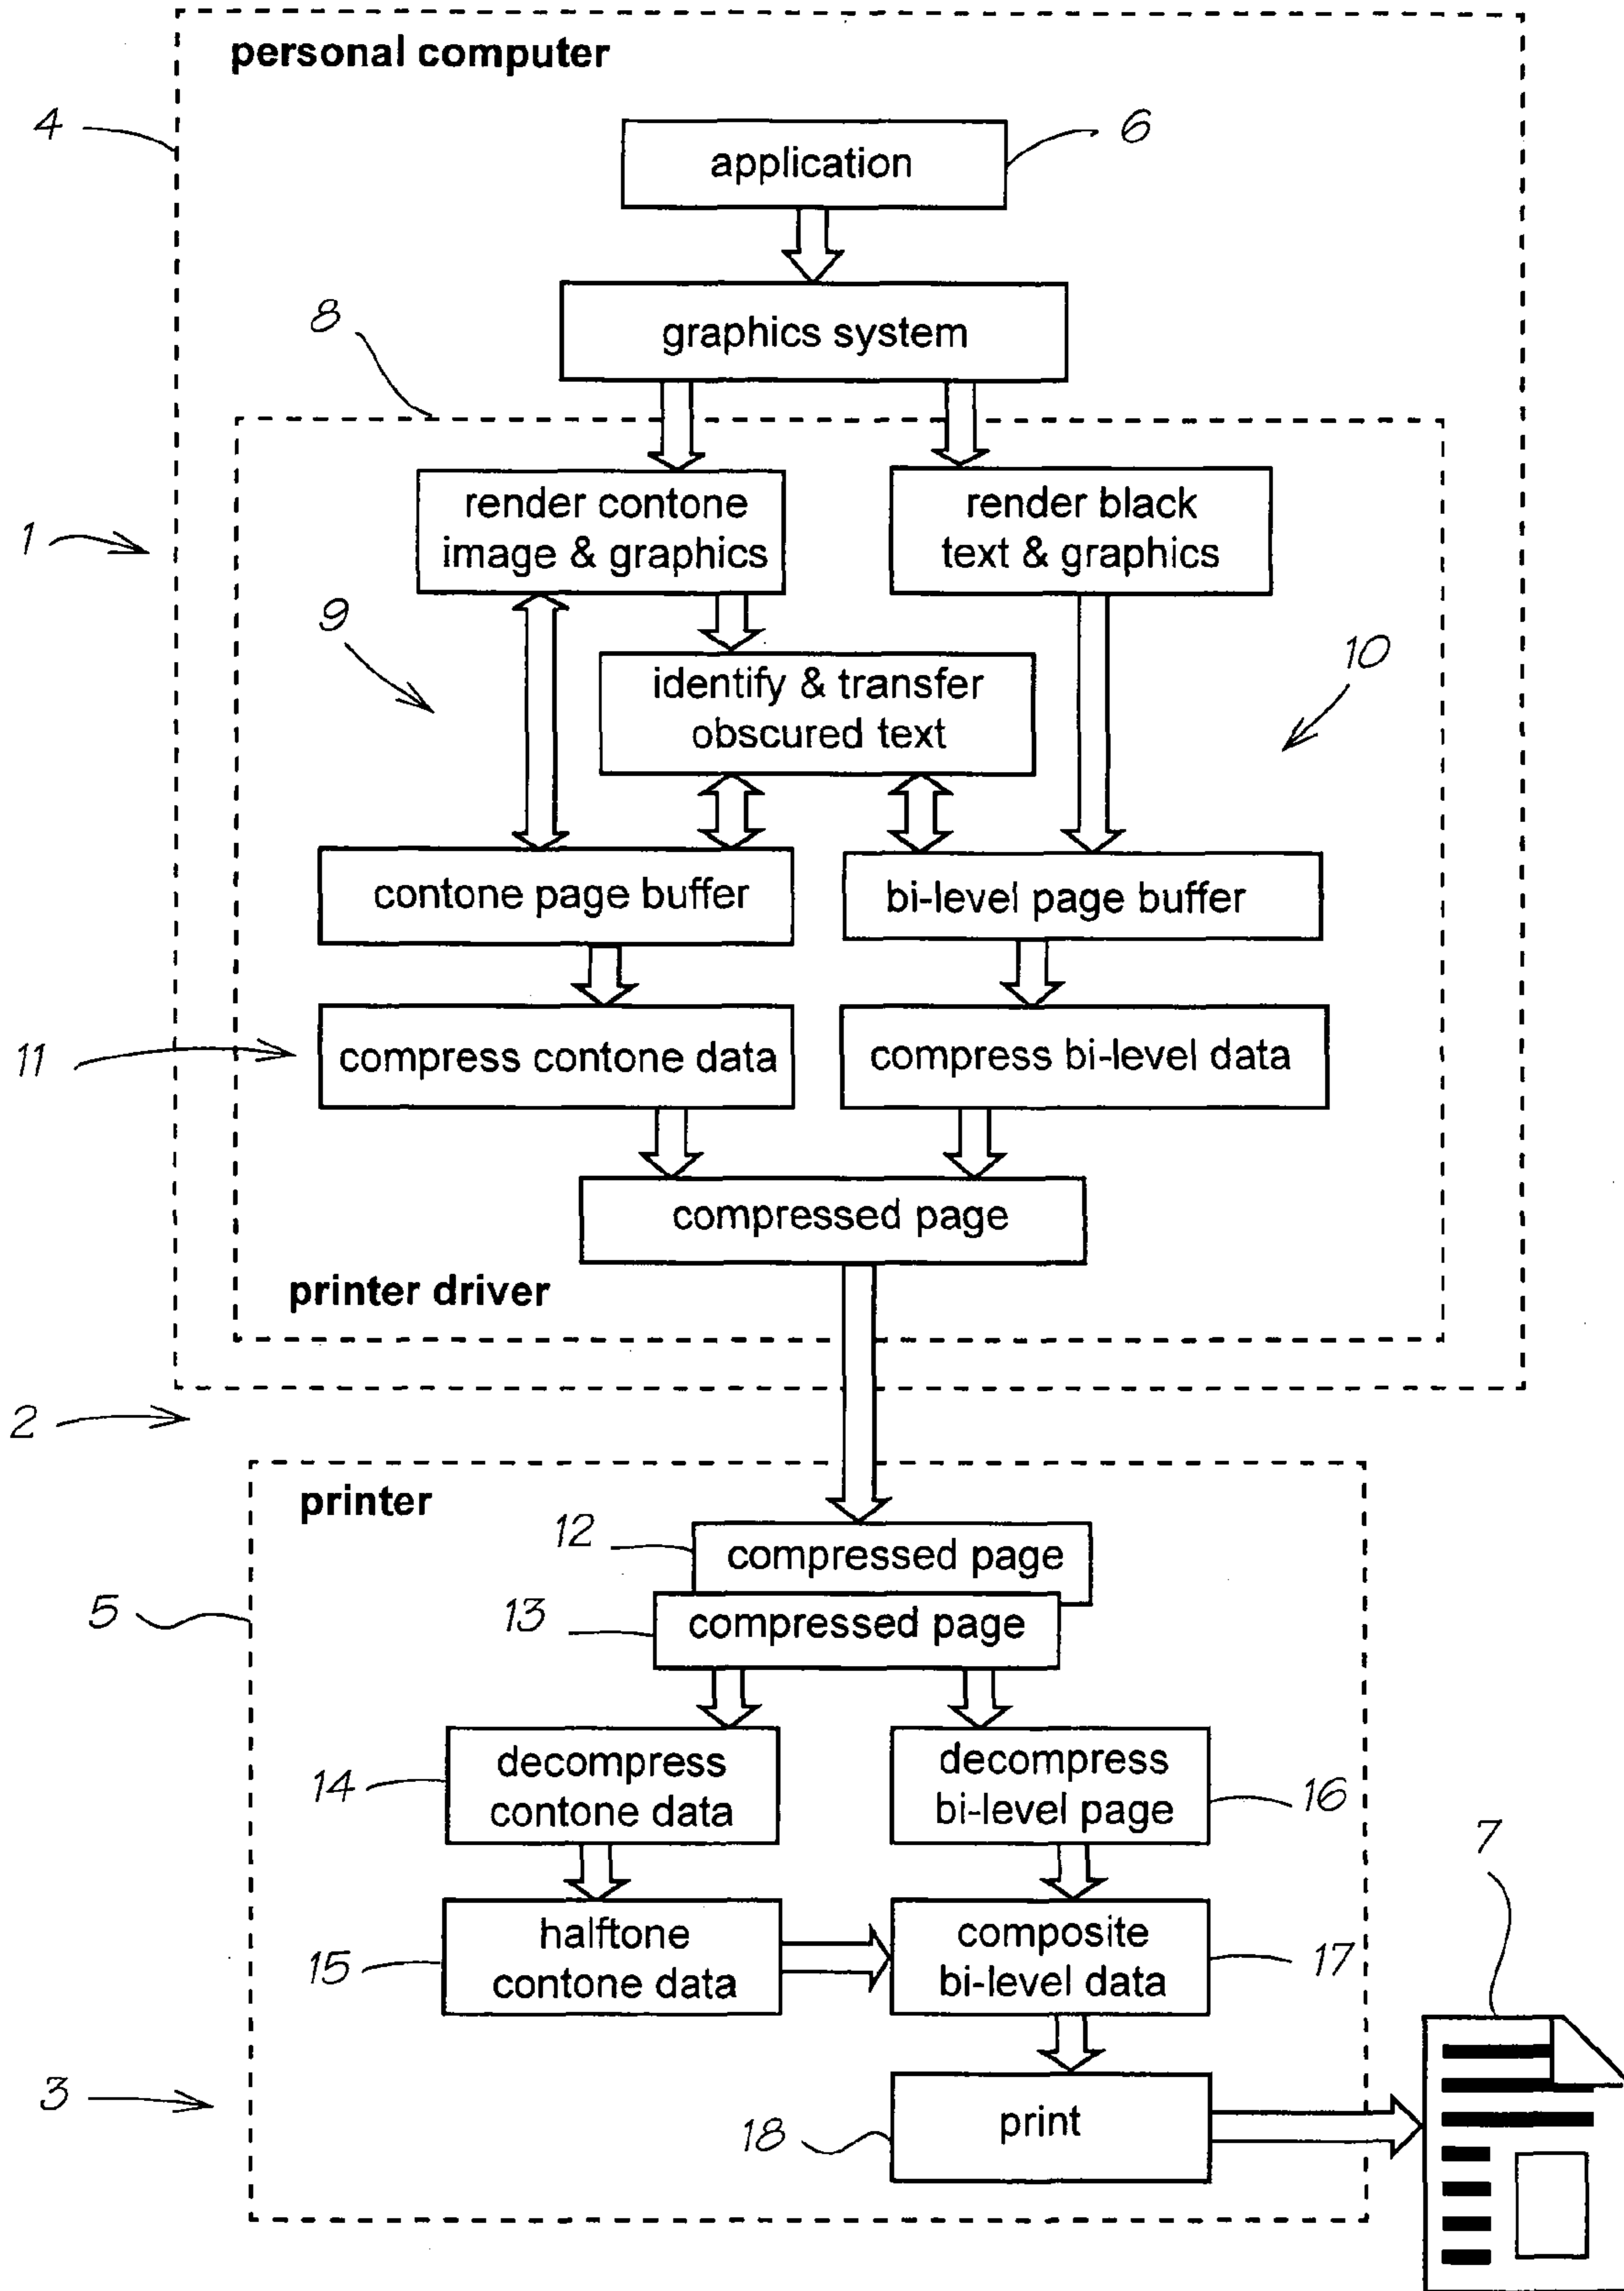 personal computer
4
application
6
8
graphics system
1
render contone
image & graphics
render black
text & graphics
9
identify & transfer
obscured text
10
contone page buffer
bi-level page buffer
11
compress contone data
compress bi-level data
compressed page
printer driver
2
printer
12
compressed page
5
13
compressed page
14
decompress
contone data
decompress
bi-level page
16
7
15
halftone
contone data
composite
bi-level data
17
3
18
print